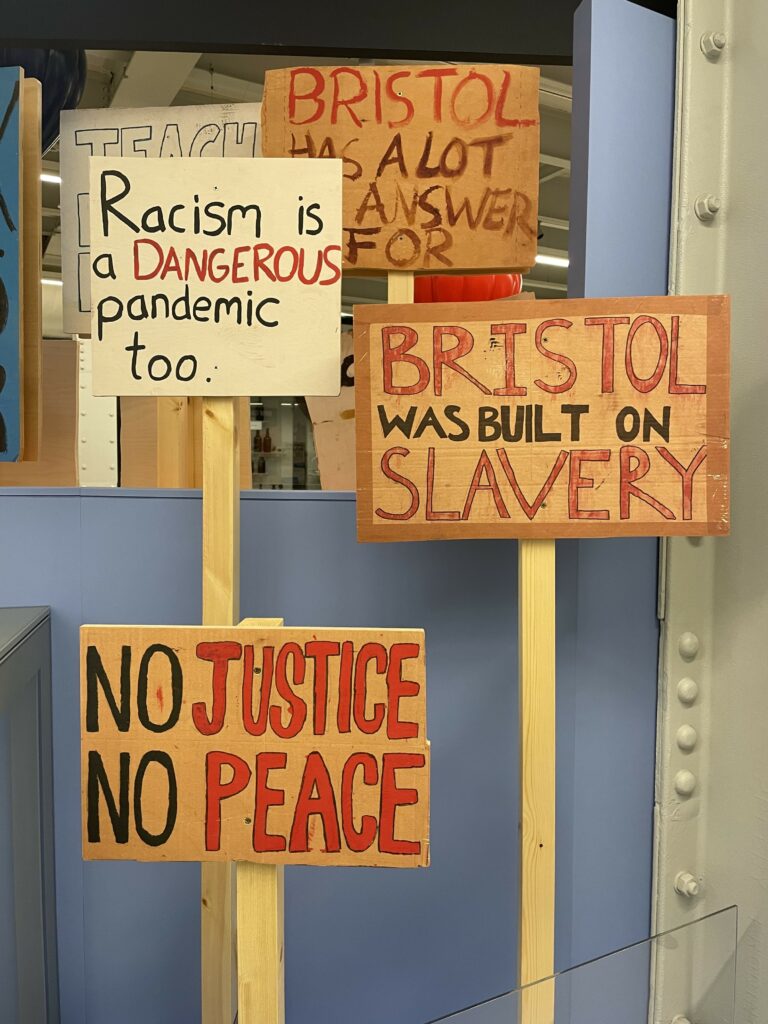 TEACH
BRISTOL
HAS A LOT
ANSWER
FOR
Racism is
a DANGEROUS
pandemic
too.
BRISTOL
WAS BUILT ON
SLAVERY
NO JUSTICE
NO PEACE